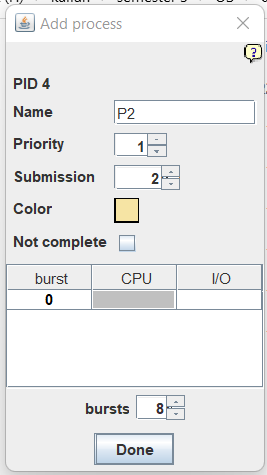 Add process
PID 4
Name P2
Priority 1
Submission 2
Color
Not complete
burst CPU I/O
0
bursts 8
Done